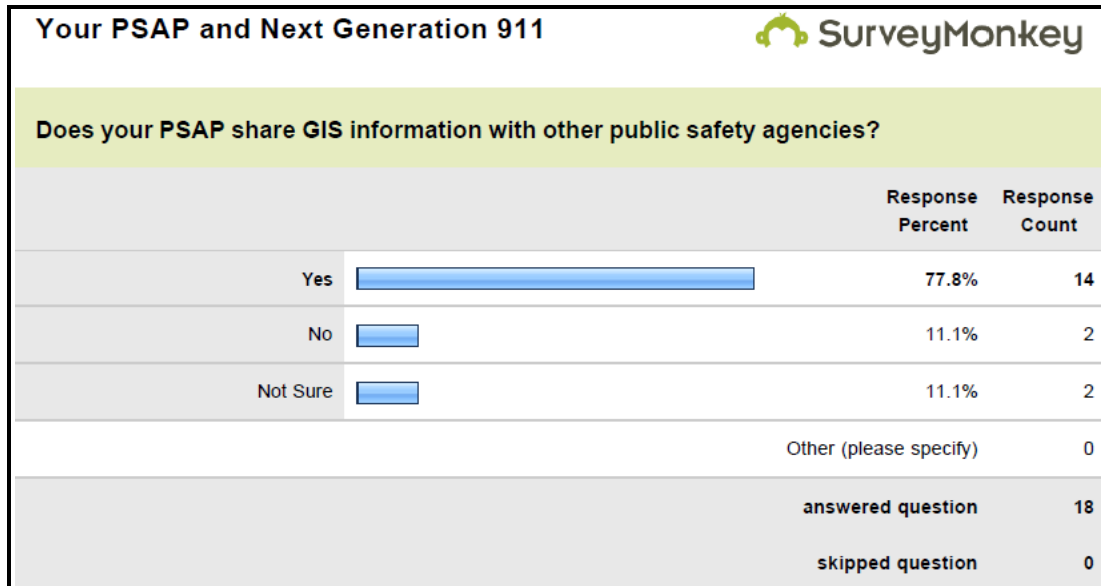 Your PSAP and Next Generation 911
SurveyMonkey
Does your PSAP share GIS information with other public safety agencies?
Response Percent
Response Count
Yes 77.8% 14
No 11.1% 2
Not Sure 11.1% 2
Other (please specify) 0
answered question 18
skipped question 0